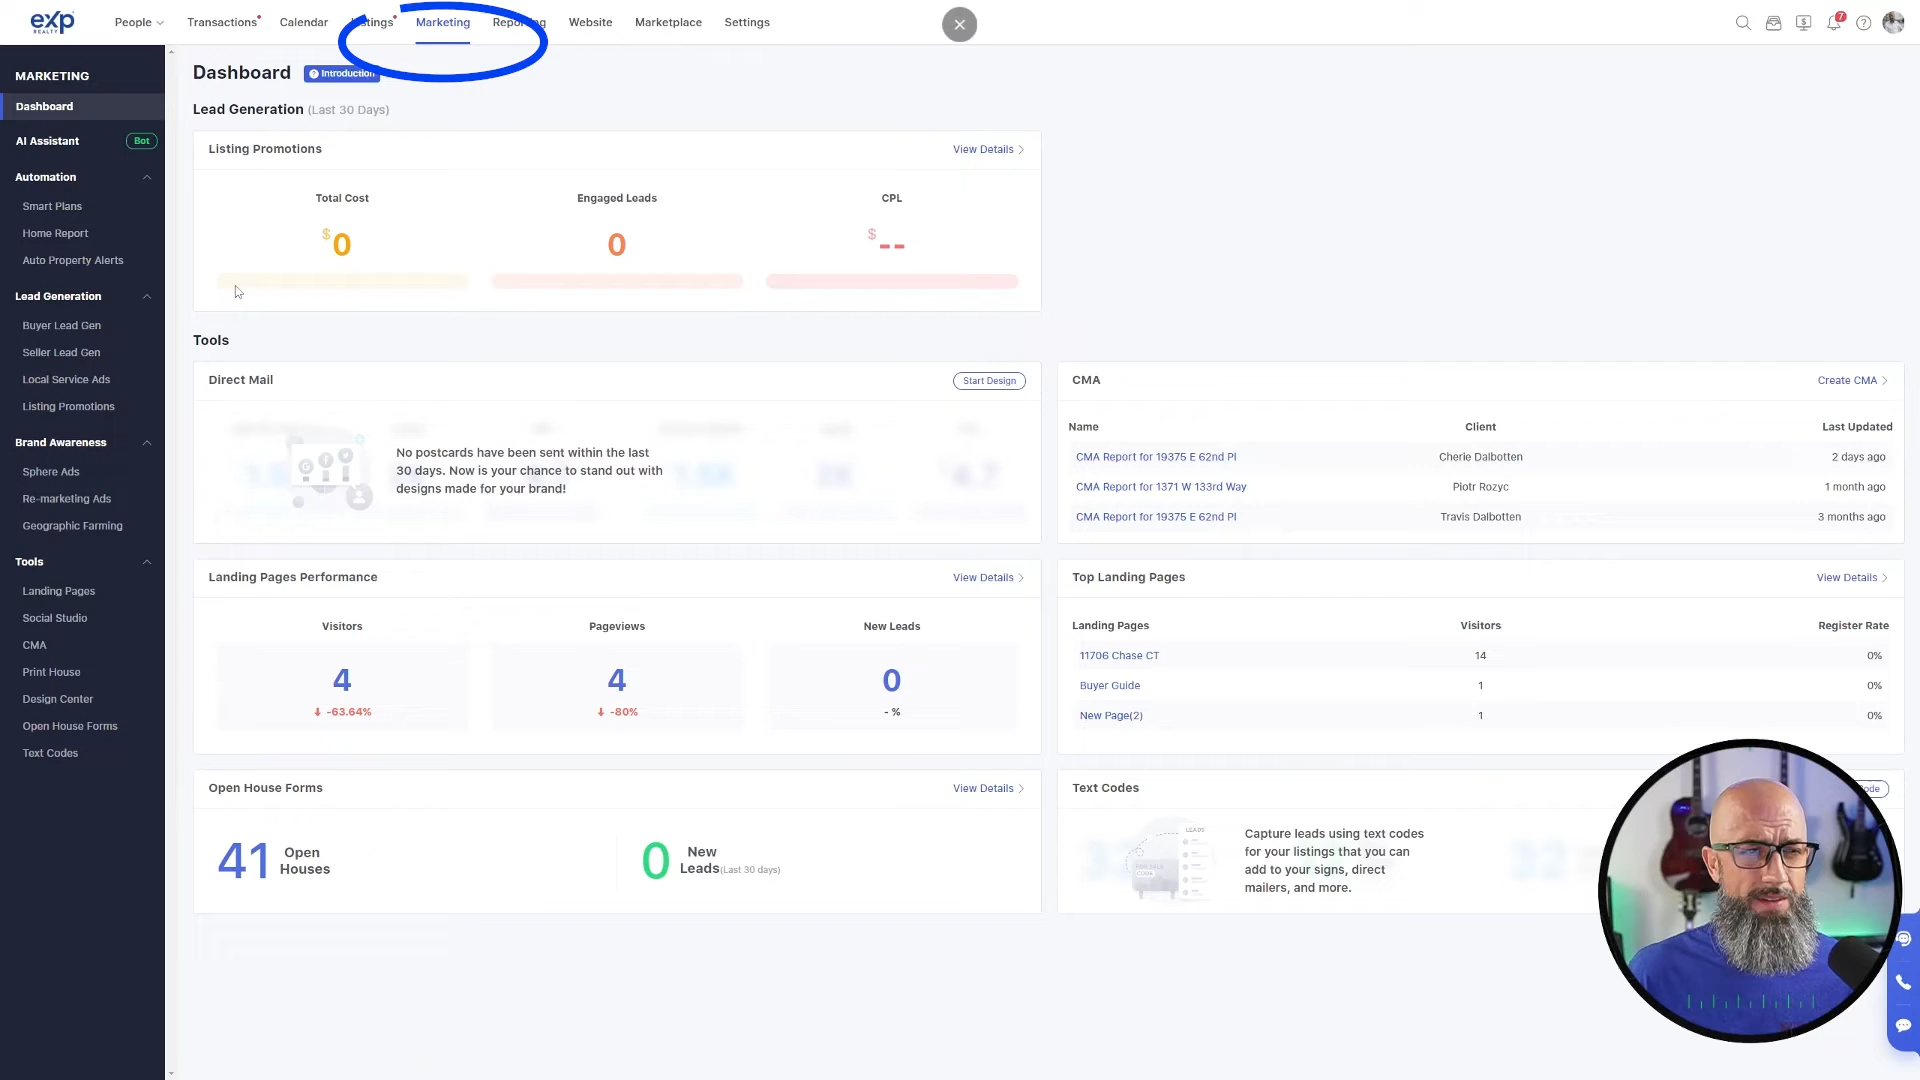 exp
REALTY
People
Transactions
Calendar
Marketing
Website
Marketplace
Settings
7
MARKETING
Dashboard
AI Assistant
Bot
Automation
Smart Plans
Home Report
Auto Property Alerts
Lead Generation
Buyer Lead Gen
Seller Lead Gen
Local Service Ads
Listing Promotions
Brand Awareness
Sphere Ads
Re-marketing Ads
Geographic Farming
Tools
Landing Pages
Social Studio
CMA
Print House
Design Center
Open House Forms
Text Codes
Dashboard
Introduction
Lead Generation (Last 30 Days)
Listing Promotions
View Details
Total Cost
Engaged Leads
CPL
$0
0
$--
Tools
Direct Mail
Start Design
No postcards have been sent within the last
30 days. Now is your chance to stand out with
designs made for your brand!
CMA
Create CMA
Name Client Last Updated
CMA Report for 19375 E 62nd Pl Cherie Dalbotten 2 days ago
CMA Report for 1371 W 133rd Way Piotr Rozyc 1 month ago
CMA Report for 19375 E 62nd Pl Travis Dalbotten 3 months ago
Landing Pages Performance
View Details
Visitors
Pageviews
New Leads
4
4
0
-63.64%
-80%
- %
Top Landing Pages
View Details
Landing Pages Visitors Register Rate
11706 Chase CT 14 0%
Buyer Guide 1 0%
New Page(2) 1 0%
Open House Forms
View Details
41 Open
Houses
0 New
Leads(Last 30 days)
Text Codes
LEADS
FOR SALE
CODE
Capture leads using text codes
for your listings that you can
add to your signs, direct
mailers, and more.